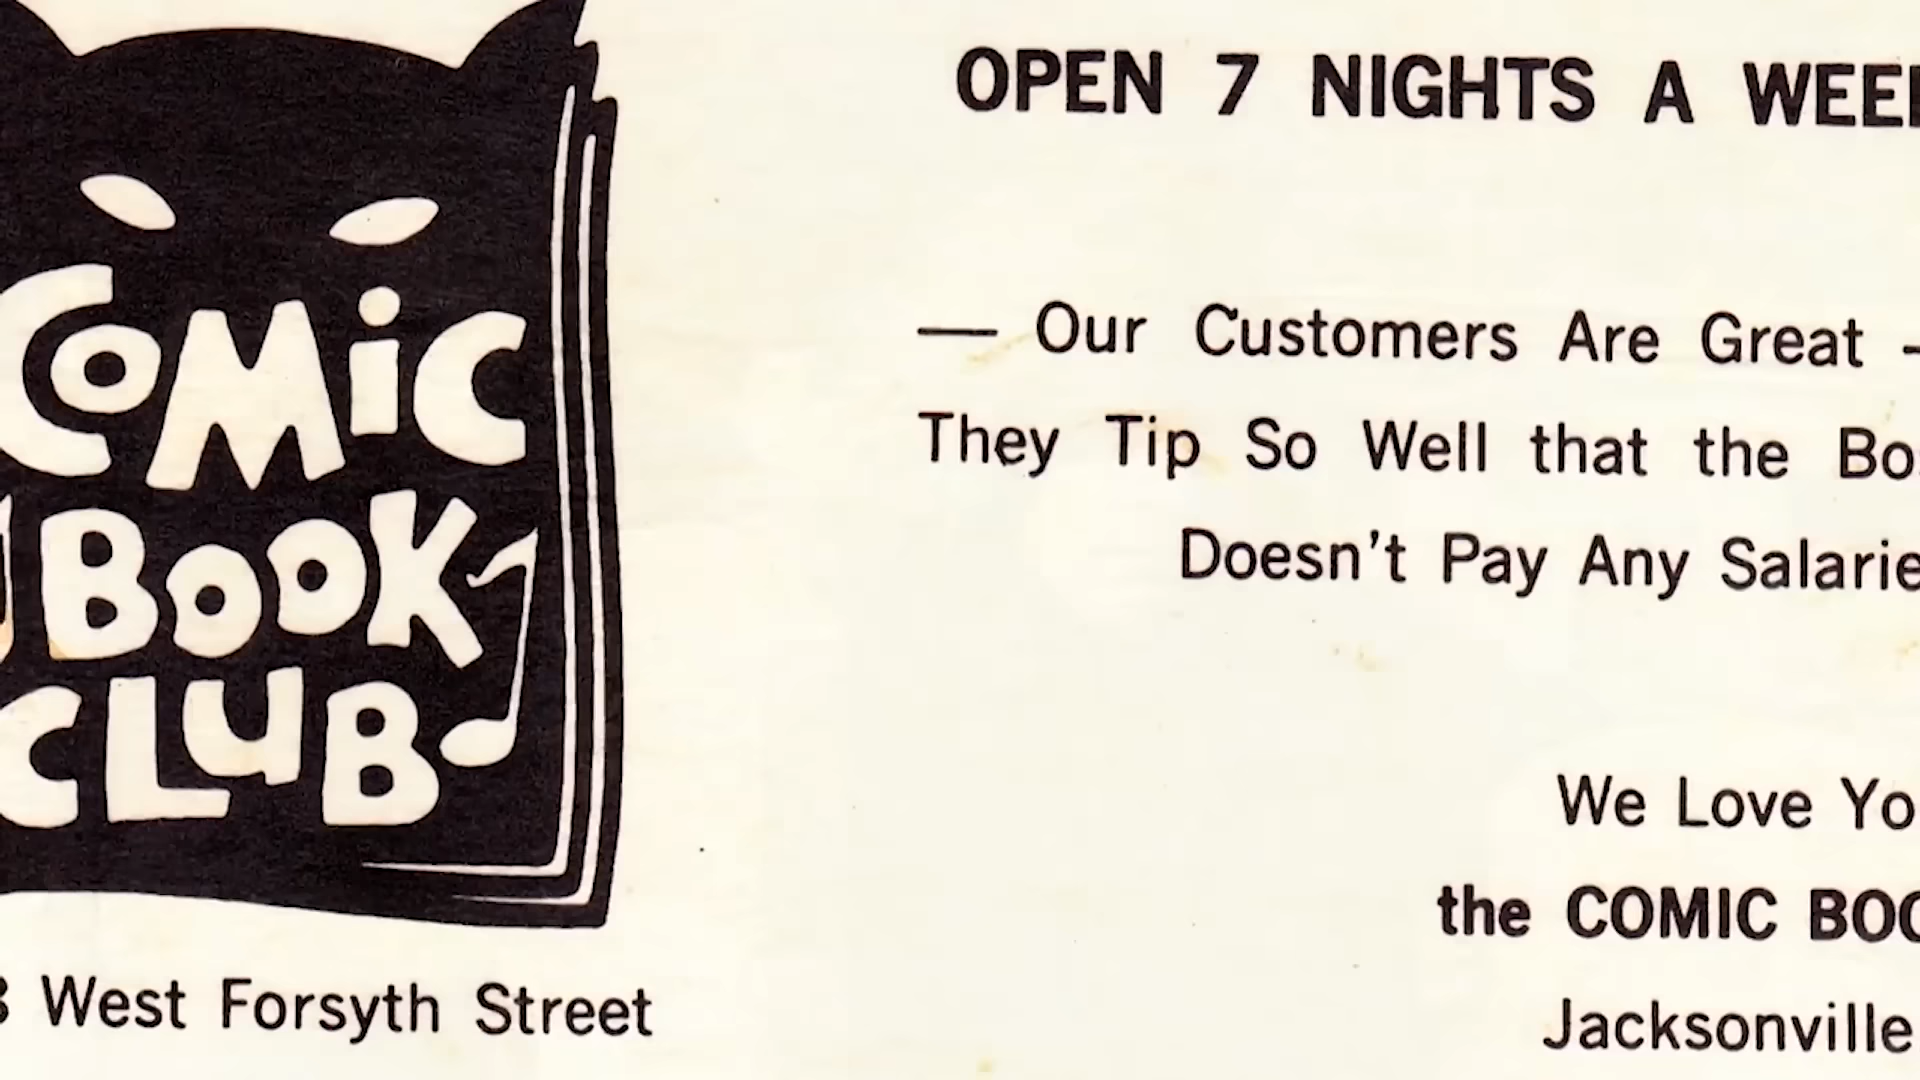 COMiC
BOOK
CLuB
West Forsyth Street
OPEN 7 NIGHTS A
— Our Customers Are Great
They Tip So Well that the
Doesn't Pay Any
We Love
the COMIC
Jacksonville